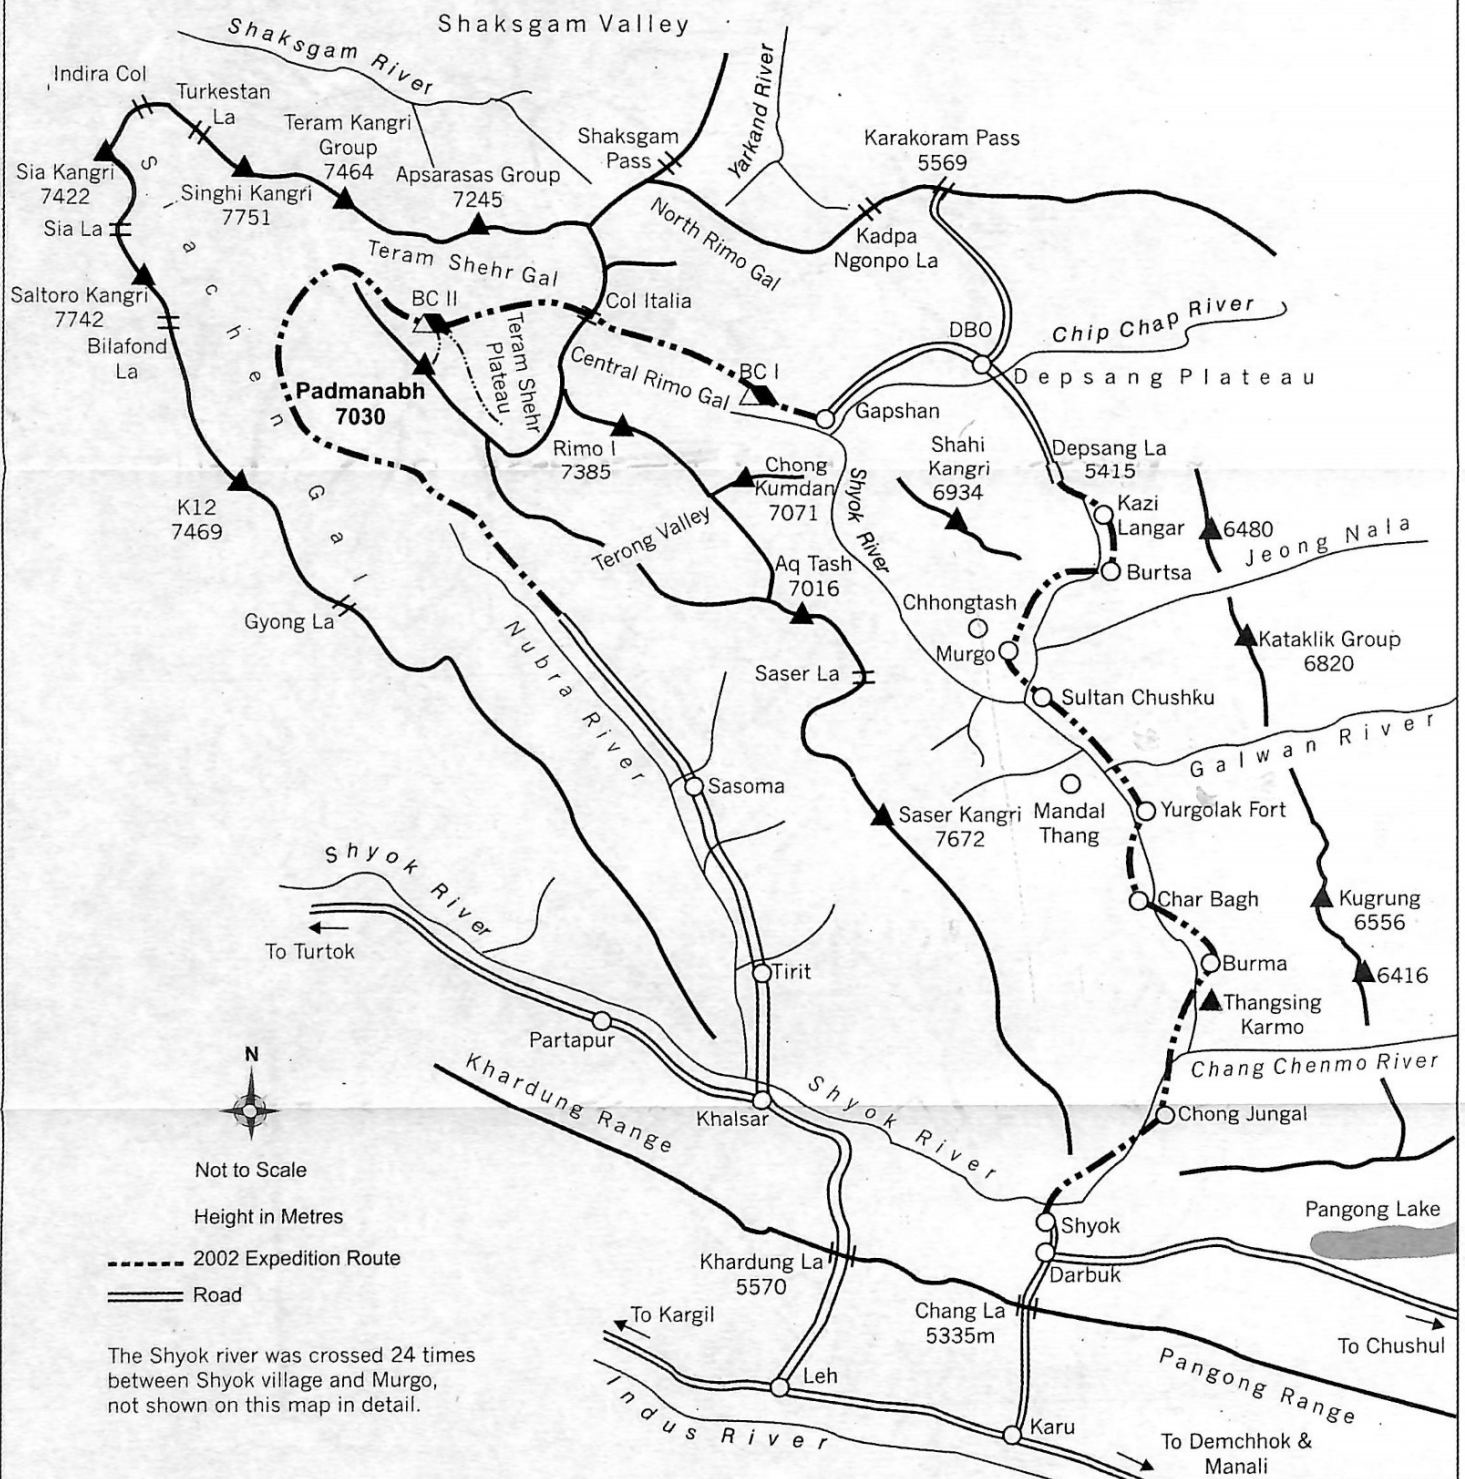 Shaksgam Valley
Shaksgam River
Yarkand River
Indira Col
Turkestan
La
Teram Kangri
Group
7464
Shaksgam
Pass
Karakoram Pass
5569
Sia Kangri
7422
Singhi Kangri
7751
Apsarasas Group
7245
Sia La
North Rimo Gal
Kadpa
Ngonpo La
Teram Shehr Gal
Siachen Gal
Saltoro Kangri
7742
BC II
Col Italia
Bilafond
La
DBO
Chip Chap River
Teram Shehr
Plateau
Central Rimo Gal
BC I
Depsang Plateau
Padmanabh
7030
Gapshan
Rimo I
7385
Chong
Kumdan
7071
Shyok River
Shahi
Kangri
6934
Depsang La
5415
Kazi
Langar
K12
7469
6480
Jeong Nala
Terong Valley
Aq Tash
7016
Burtsa
Chhongtash
Gyong La
Nubra River
Murgo
Kataklik Group
6820
Saser La
Sultan Chushku
Galwan River
Sasoma
Saser Kangri
7672
Mandal
Thang
Yurgolak Fort
Shyok River
Char Bagh
Kugrung
6556
To Turtok
Tirit
Burma
6416
Thangsing
Karmo
Partapur
N
Khardung Range
Chang Chenmo River
Khalsar
Shyok River
Chong Jungal
Not to Scale
Height in Metres
Pangong Lake
Shyok
2002 Expedition Route
Khardung La
5570
Darbuk
Road
To Kargil
Chang La
5335m
To Chushul
The Shyok river was crossed 24 times
between Shyok village and Murgo,
not shown on this map in detail.
Leh
Pangong Range
Indus River
Karu
To Demchhok &
Manali